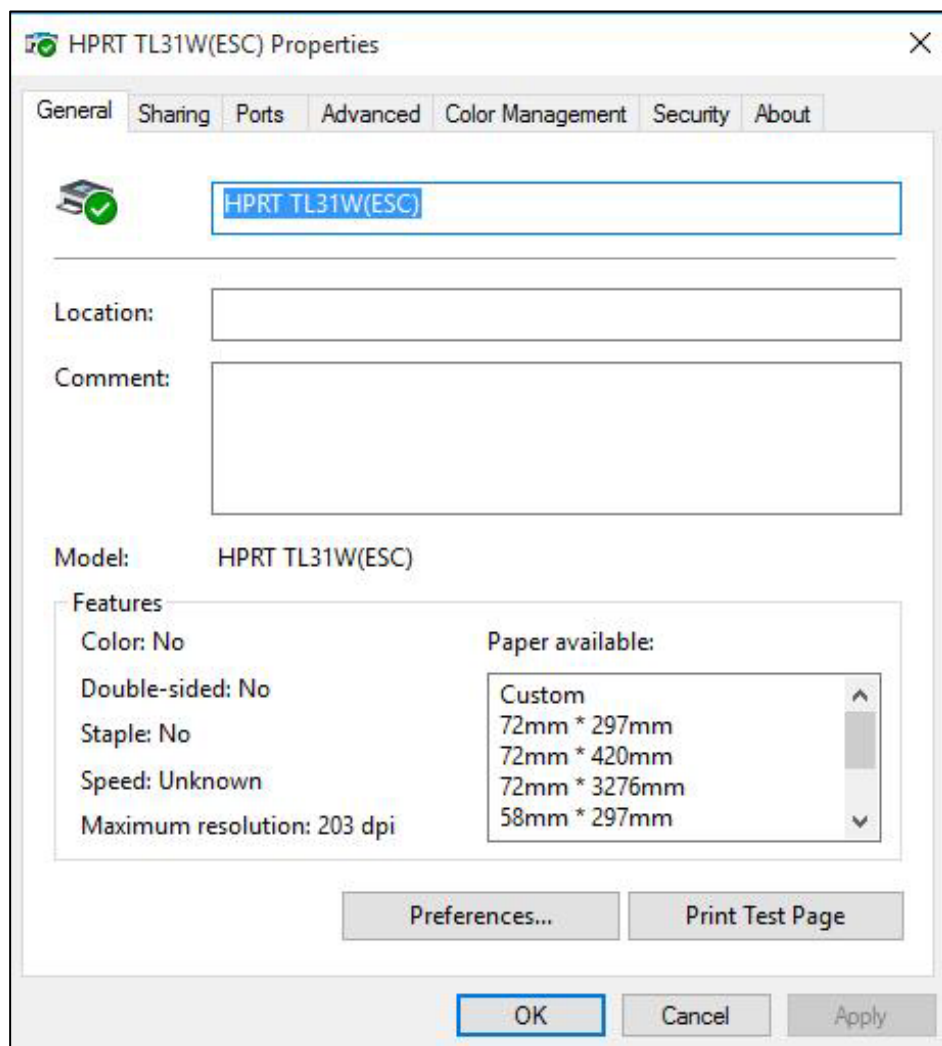 HPRT TL31W(ESC) Properties
General Sharing Ports Advanced Color Management Security About
HPRT TL31W(ESC)
Location:
Comment:
Model: HPRT TL31W(ESC)
Features
Color: No
Double-sided: No
Staple: No
Speed: Unknown
Maximum resolution: 203 dpi
Paper available:
Custom
72mm * 297mm
72mm * 420mm
72mm * 3276mm
58mm * 297mm
Preferences... Print Test Page
OK Cancel Apply